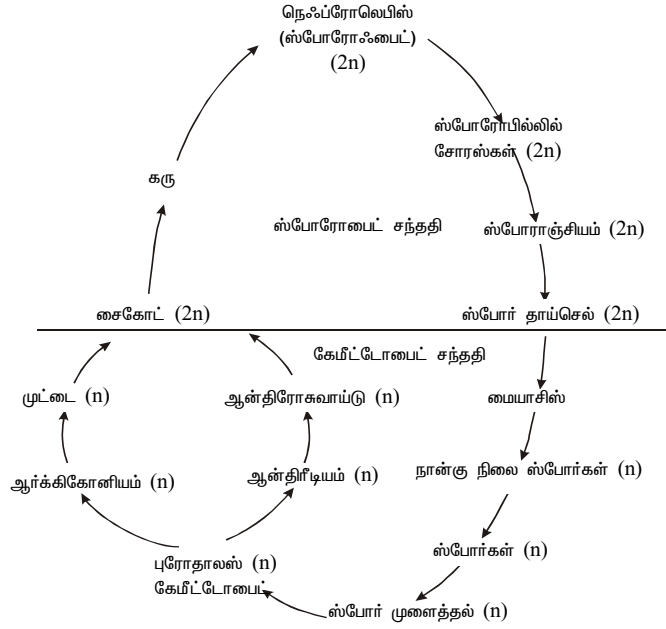 நெஃப்ரோலெபிஸ்
(ஸ்போரோஃபைட்)
(2n)
ஸ்போரோபில்லில்
சோரஸ்கள் (2n)
கரு
ஸ்போரோபைட் சந்ததி
ஸ்போராஞ்சியம் (2n)
சைகோட் (2n)
ஸ்போர் தாய்செல் (2n)
கேமீட்டோபைட் சந்ததி
முட்டை (n)
ஆன்திரோசுவாய்டு (n)
மையாசிஸ்
ஆர்க்கிகோனியம் (n)
ஆன்திரீடியம் (n)
நான்கு நிலை ஸ்போர்கள் (n)
ஸ்போர்கள் (n)
புரோதாலஸ் (n)
கேமீட்டோபைட்
ஸ்போர் முளைத்தல் (n)